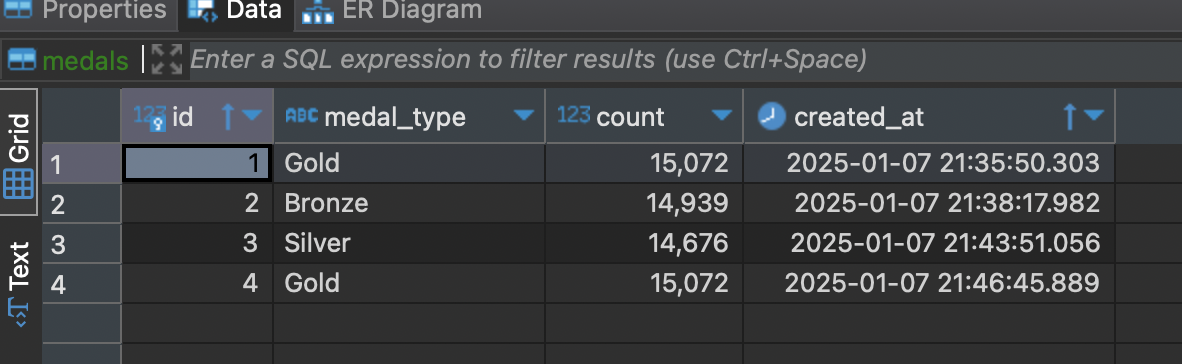 Properties Data ER Diagram
medals Enter a SQL expression to filter results (use Ctrl+Space)
123 id ABC medal_type 123 count created_at
1 1 Gold 15,072 2025-01-07 21:35:50.303
2 2 Bronze 14,939 2025-01-07 21:38:17.982
3 3 Silver 14,676 2025-01-07 21:43:51.056
4 4 Gold 15,072 2025-01-07 21:46:45.889
Grid
Text